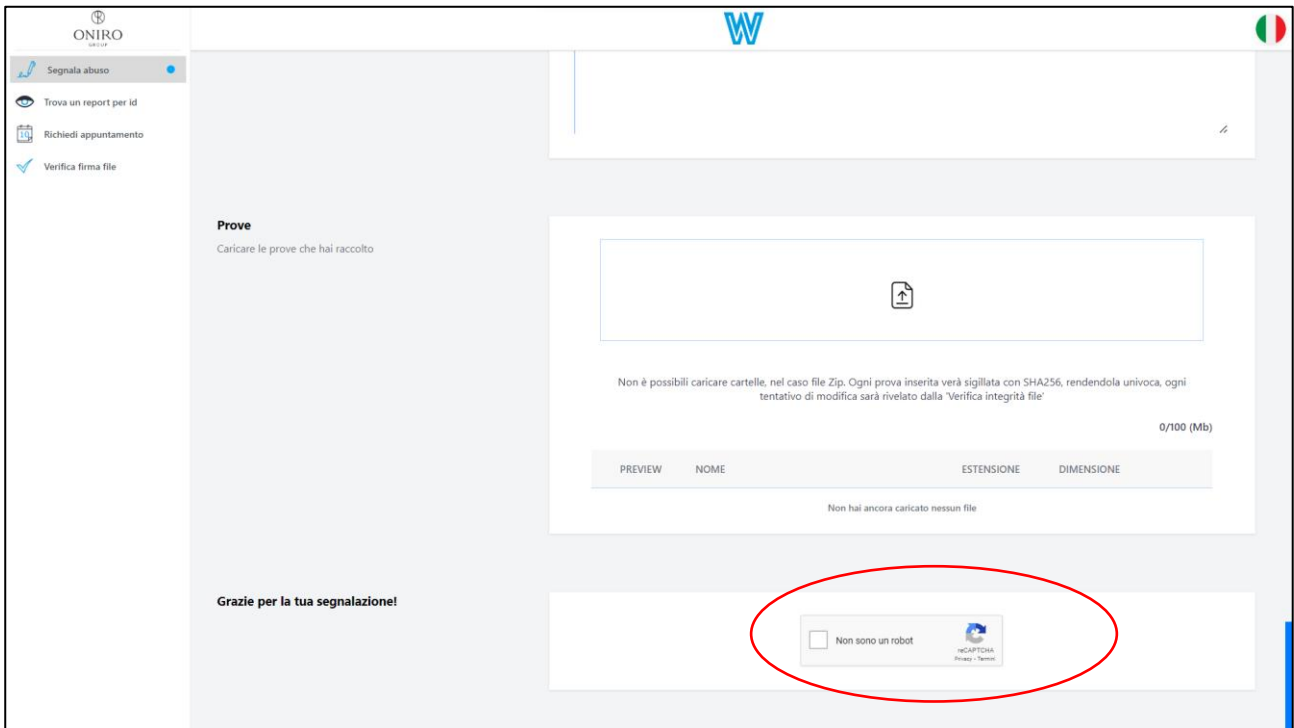 ONIRO
GROUP
W
Segnala abuso
Trova un report per id
10
Richiedi appuntamento
Verifica firma file
Prove
Caricare le prove che hai raccolto
Non è possibili caricare cartelle, nel caso file Zip. Ogni prova inserita verrà sigillata con SHA256, rendendola univoca, ogni
tentativo di modifica sarà rivelato dalla 'Verifica integrità file'
0/100 (Mb)
PREVIEW NOME ESTENSIONE DIMENSIONE
Non hai ancora caricato nessun file
Grazie per la tua segnalazione!
Non sono un robot
reCAPTCHA
Privacy - Termini